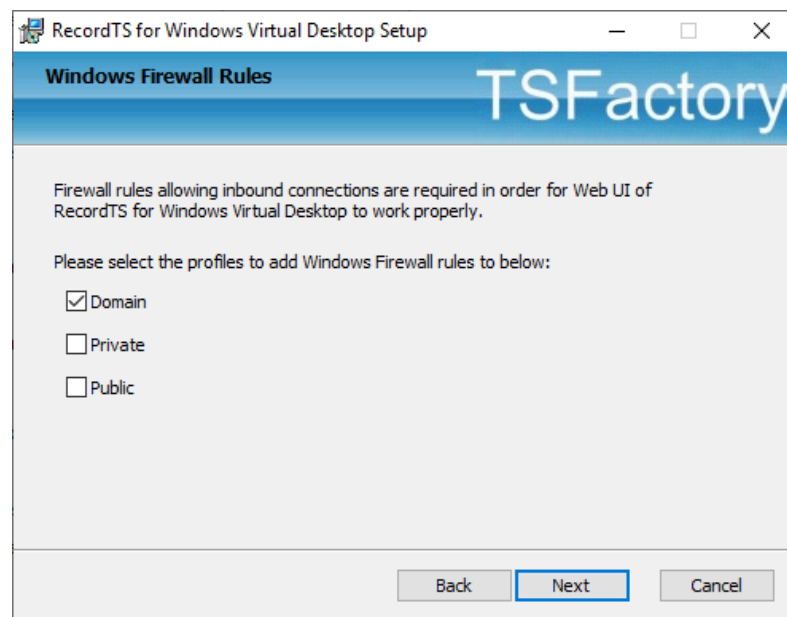 RecordTS for Windows Virtual Desktop Setup
Windows Firewall Rules
TSFactory
Firewall rules allowing inbound connections are required in order for Web UI of
RecordTS for Windows Virtual Desktop to work properly.
Please select the profiles to add Windows Firewall rules to below:
Domain
Private
Public
Back
Next
Cancel